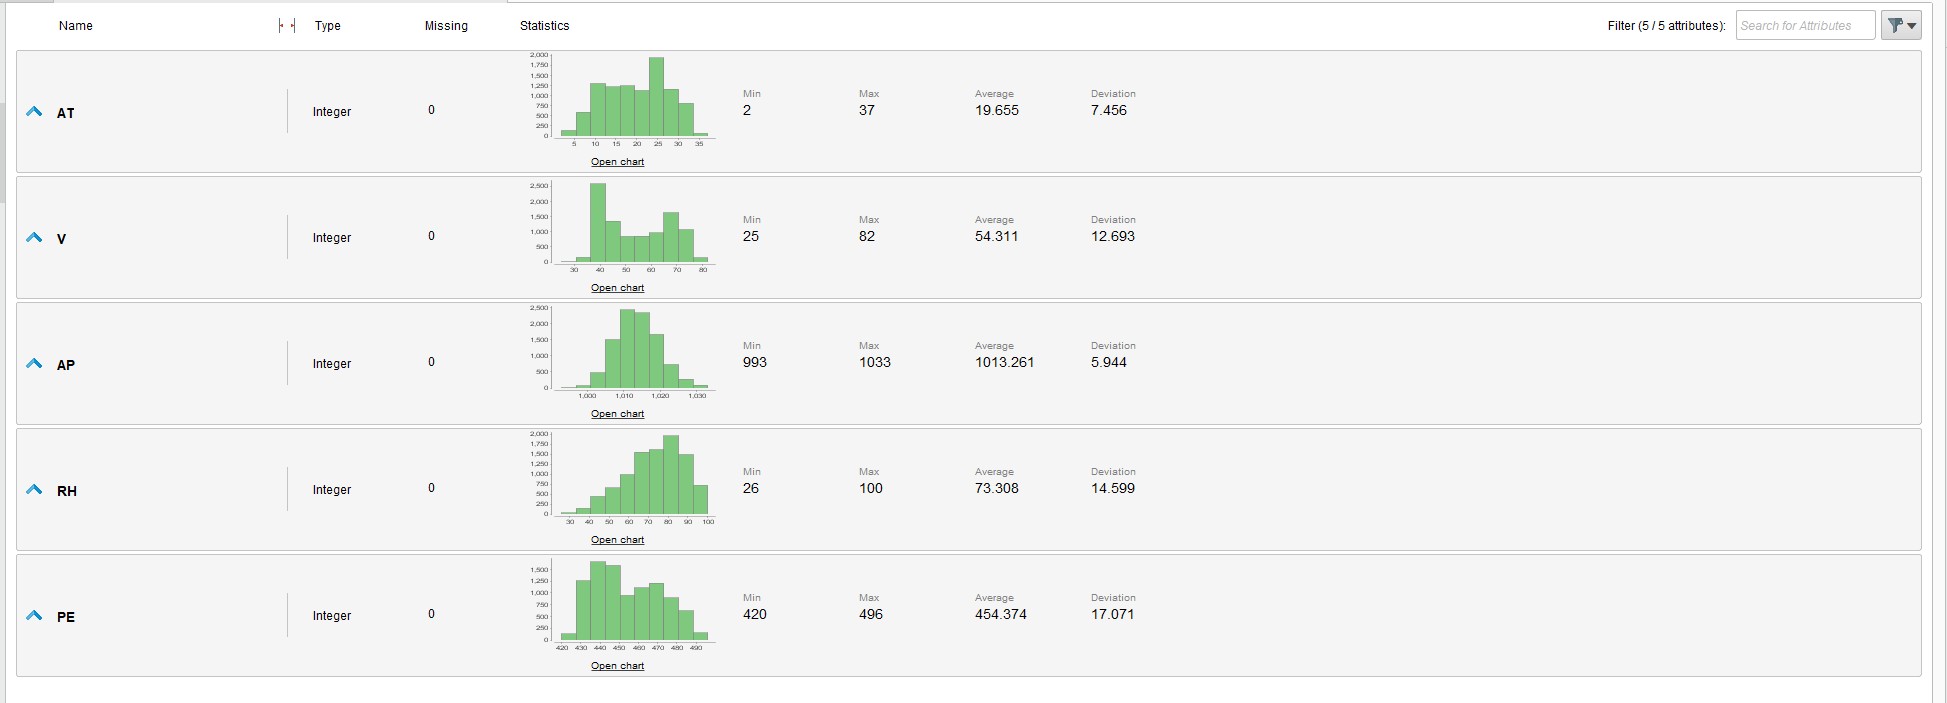 Name Type Missing Statistics Filter (5 / 5 attributes): Search for Attributes
2,000
1,750
1,500
1,250
1,000
750
500
250
0
5 10 15 20 25 30 35
Open chart
AT Integer 0
Min Max Average Deviation
2 37 19.655 7.456
2,500
2,000
1,500
1,000
500
0
30 40 50 60 70 80
Open chart
V Integer 0
Min Max Average Deviation
25 82 54.311 12.693
2,500
2,000
1,500
1,000
500
0
1,000 1,010 1,020 1,030
Open chart
AP Integer 0
Min Max Average Deviation
993 1033 1013.261 5.944
2,000
1,750
1,500
1,250
1,000
750
500
250
0
30 40 50 60 70 80 90 100
Open chart
RH Integer 0
Min Max Average Deviation
26 100 73.308 14.599
1,500
1,250
1,000
750
500
250
0
420 430 440 450 460 470 480 490
Open chart
PE Integer 0
Min Max Average Deviation
420 496 454.374 17.071